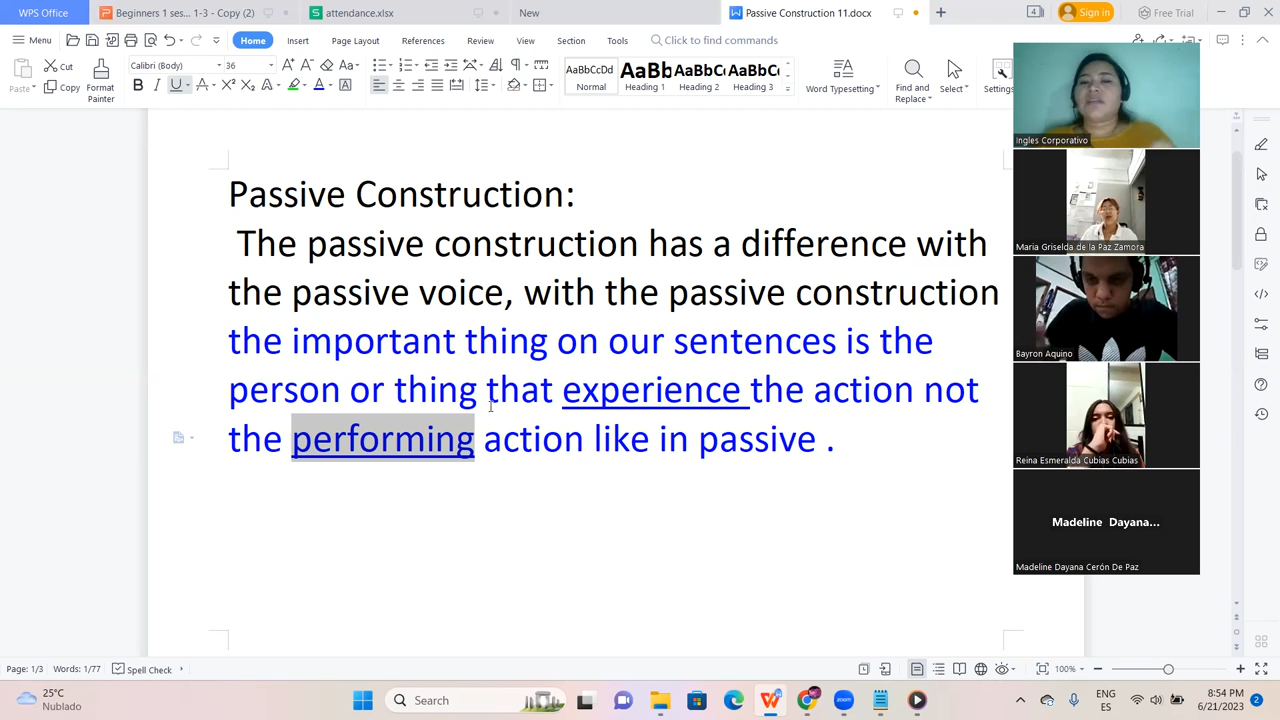 WPS Office
Beginners 1 ses... 1-3 - Copy (2)
attendance.xlsx
New
Passive Construction 11.docx
Sign in
Free Trial
Menu
Home
Insert
Page Layout
References
Review
View
Section
Tools
Click to find commands
Paste
Cut
Copy
Format Painter
Calibri (Body)
36
AaBbCcDd
Normal
AaBb
Heading 1
AaBbC
Heading 2
AaBbC
Heading 3
Word Typesetting
Find and Replace
Select
Settings
Passive Construction:
The passive construction has a difference with
the passive voice, with the passive construction
the important thing on our sentences is the
person or thing that experience the action not
the performing action like in passive .
Ingles Corporativo
Maria Griselda de la Paz Zamora
Bayron Aquino
Reina Esmeralda Cubias Cubias
Madeline Dayana...
Madeline Dayana Cerón De Paz
Page: 1/3
Words: 1/77
Spell Check
100%
25°C
Nublado
Search
zoom
ENG
ES
8:54 PM
6/21/2023
2